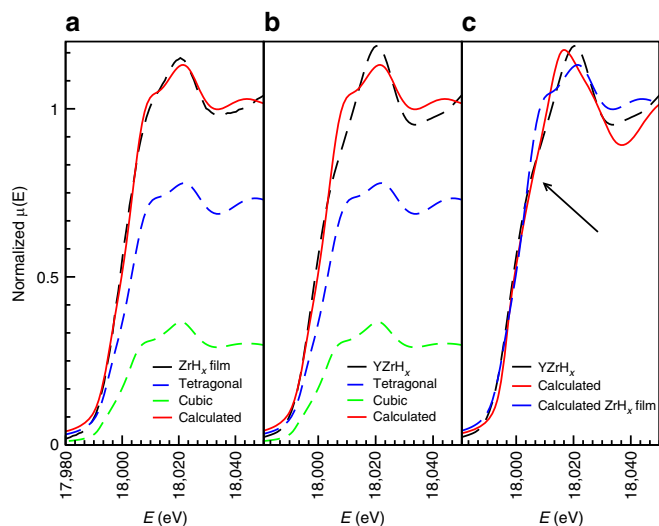 a b c
Normalized μ(E)
1
0.5
0
ZrHx film
Tetragonal
Cubic
Calculated
YZrHx
Tetragonal
Cubic
Calculated
YZrHx
Calculated
Calculated ZrHx film
17,980 18,000 18,020 18,040 18,000 18,020 18,040 18,000 18,020 18,040
E (eV) E (eV) E (eV)